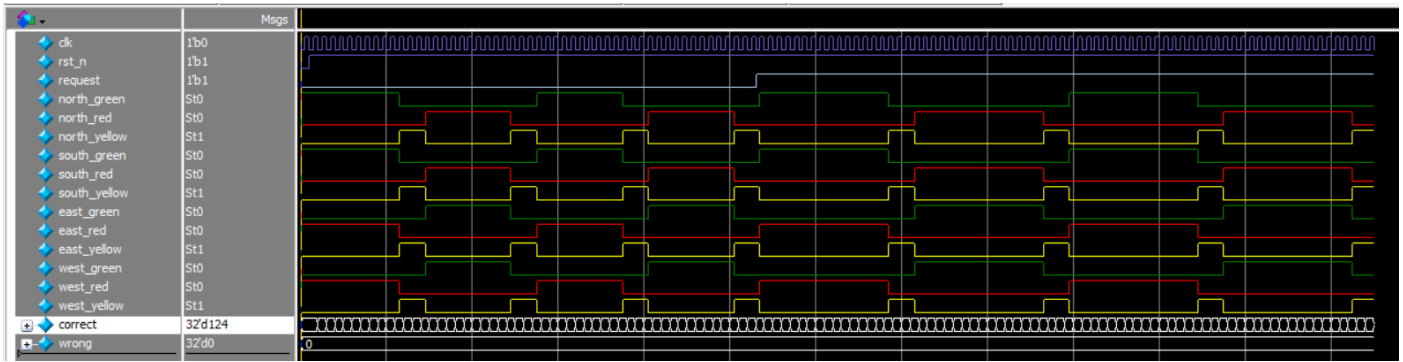 Msgs
clk 1'b0
rst_n 1'b1
request 1'b1
north_green St0
north_red St0
north_yellow St1
south_green St0
south_red St0
south_yellow St1
east_green St0
east_red St0
east_yellow St1
west_green St0
west_red St0
west_yellow St1
correct 32'd124
wrong 32'd0 0